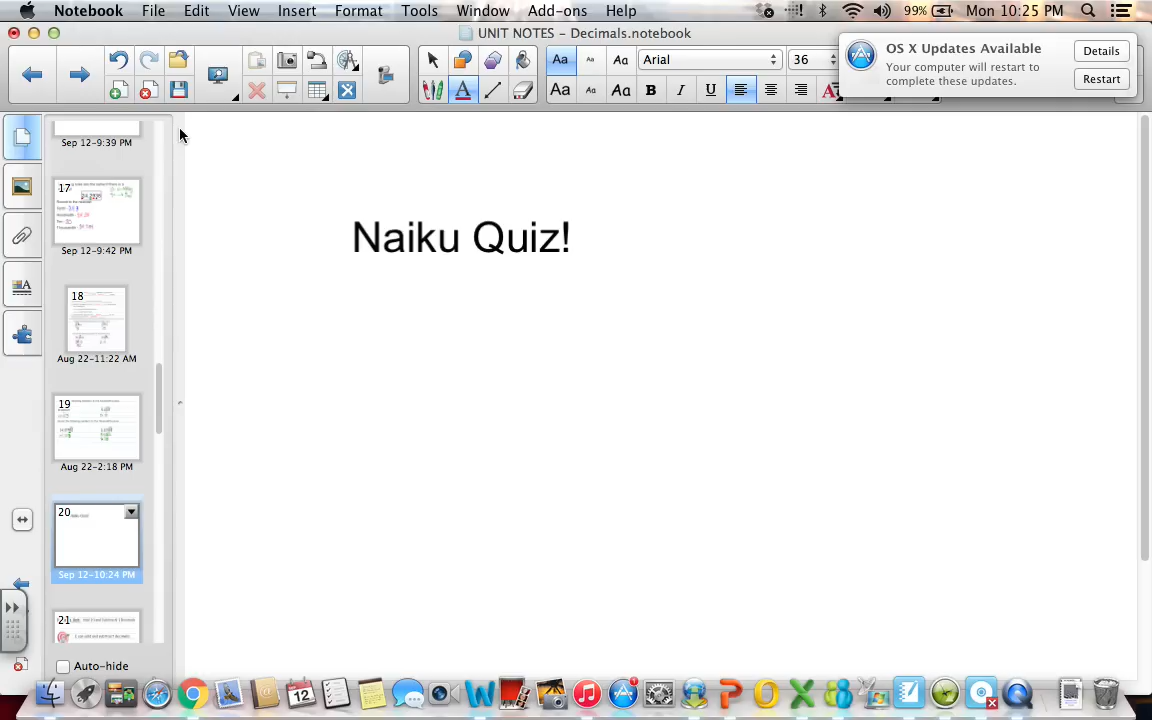 Notebook File Edit View Insert Format Tools Window Add-ons Help 99% Mon 10:25 PM
UNIT NOTES – Decimals.notebook
OS X Updates Available
Your computer will restart to
complete these updates.
Details
Restart
Aa Aa Aa Arial 36
Aa Aa Aa B I U
Sep 12-9:39 PM
17
Sep 12-9:42 PM
18
Aug 22-11:22 AM
19
Aug 22-2:18 PM
20
Sep 12-10:24 PM
21
Auto-hide
Naiku Quiz!
12
1